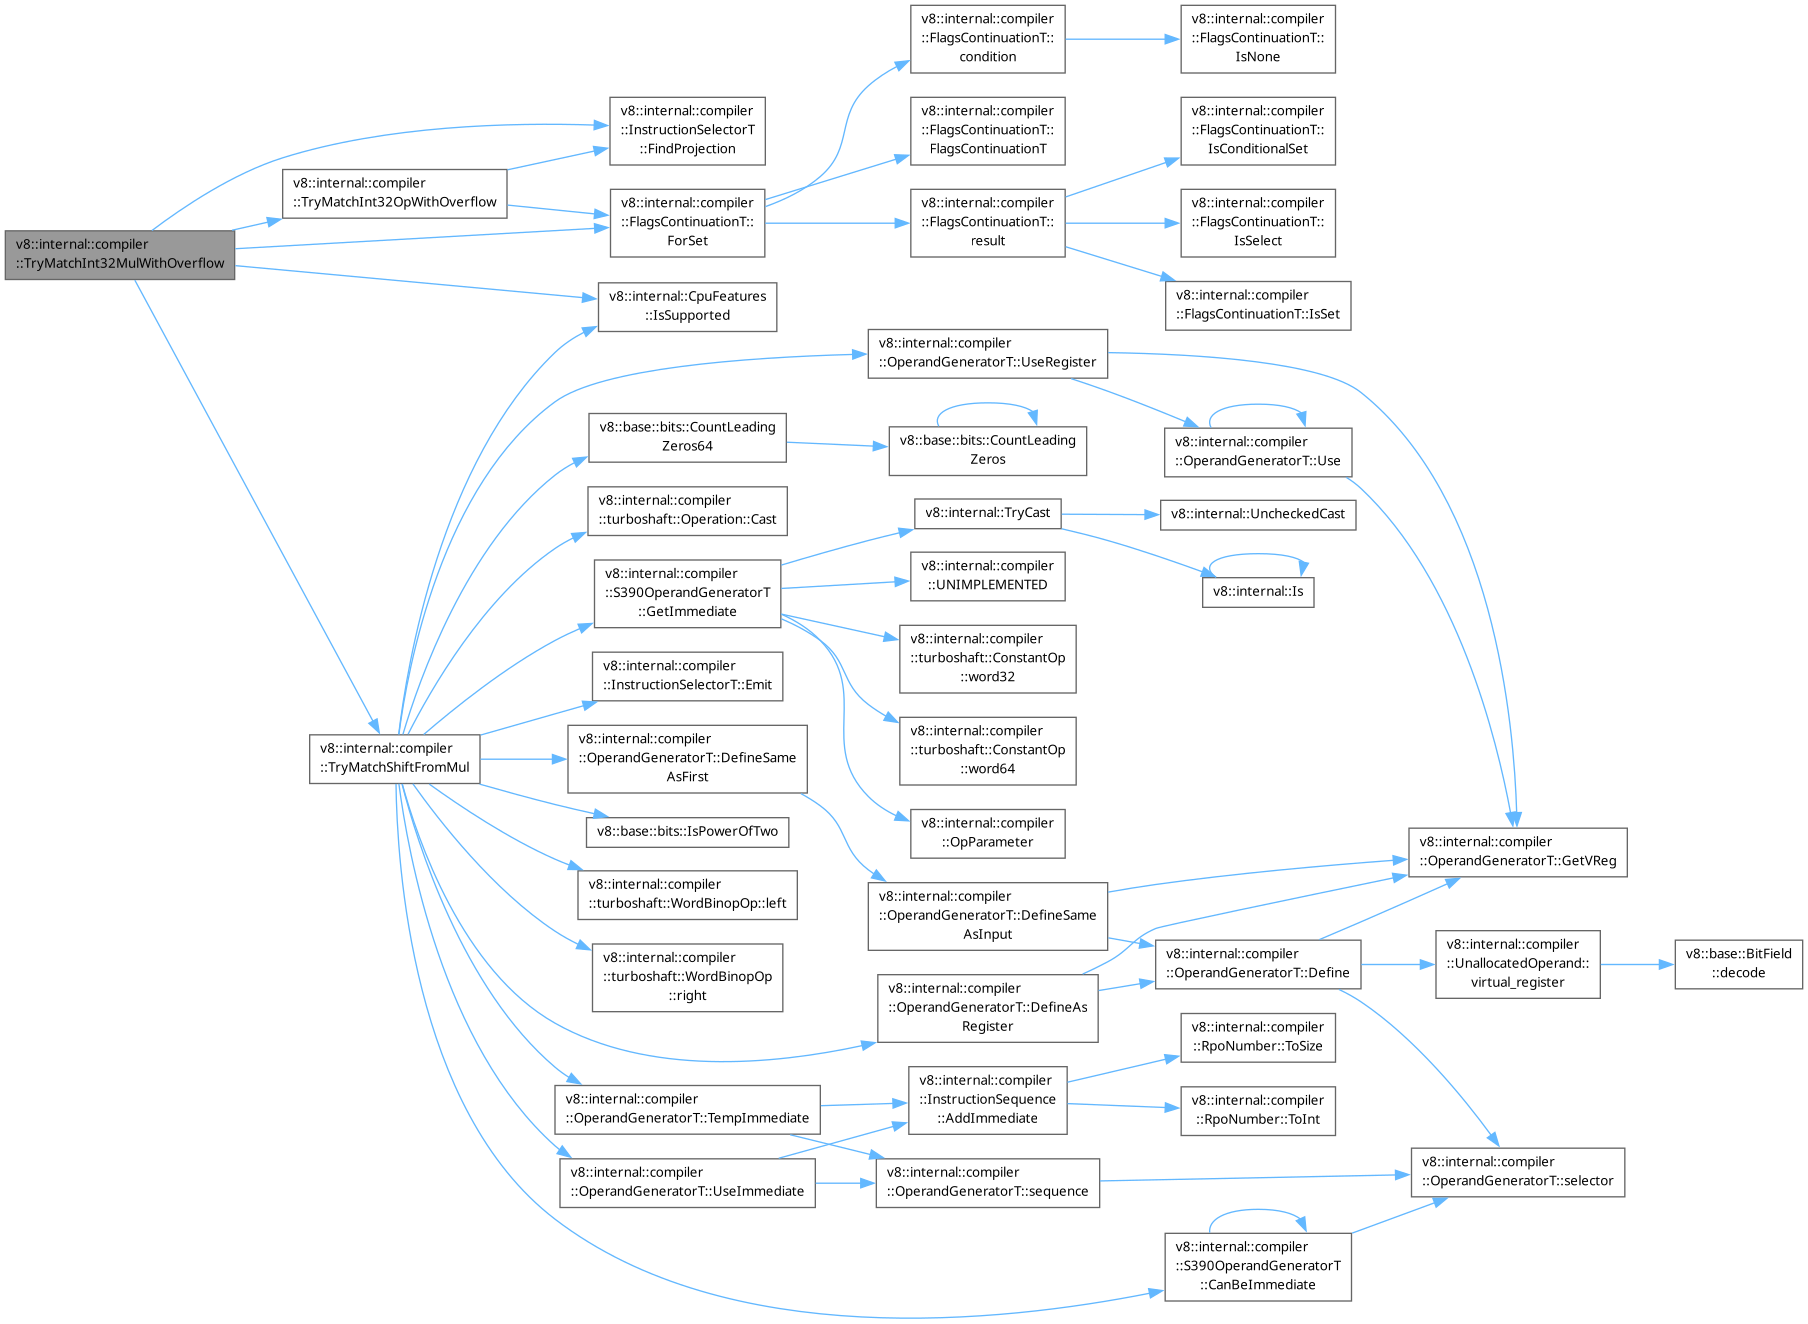 v8::internal::compiler
::TryMatchInt32MulWithOverflow
v8::internal::compiler
::TryMatchInt32OpWithOverflow
v8::internal::compiler
::TryMatchShiftFromMul
v8::internal::compiler
::InstructionSelectorT
::FindProjection
v8::internal::compiler
::FlagsContinuationT::
ForSet
v8::internal::CpuFeatures
::IsSupported
v8::base::bits::CountLeading
Zeros64
v8::internal::compiler
::turboshaft::Operation::Cast
v8::internal::compiler
::S390OperandGeneratorT
::GetImmediate
v8::internal::compiler
::InstructionSelectorT::Emit
v8::internal::compiler
::OperandGeneratorT::DefineSame
AsFirst
v8::base::bits::IsPowerOfTwo
v8::internal::compiler
::turboshaft::WordBinopOp::left
v8::internal::compiler
::turboshaft::WordBinopOp
::right
v8::internal::compiler
::OperandGeneratorT::TempImmediate
v8::internal::compiler
::OperandGeneratorT::UseImmediate
v8::internal::compiler
::FlagsContinuationT::
condition
v8::internal::compiler
::FlagsContinuationT::
FlagsContinuationT
v8::internal::compiler
::FlagsContinuationT::
result
v8::internal::compiler
::OperandGeneratorT::UseRegister
v8::base::bits::CountLeading
Zeros
v8::internal::TryCast
v8::internal::compiler
::UNIMPLEMENTED
v8::internal::compiler
::turboshaft::ConstantOp
::word32
v8::internal::compiler
::turboshaft::ConstantOp
::word64
v8::internal::compiler
::OpParameter
v8::internal::compiler
::OperandGeneratorT::DefineSame
AsInput
v8::internal::compiler
::OperandGeneratorT::DefineAs
Register
v8::internal::compiler
::InstructionSequence
::AddImmediate
v8::internal::compiler
::OperandGeneratorT::sequence
v8::internal::compiler
::FlagsContinuationT::
IsNone
v8::internal::compiler
::FlagsContinuationT::
IsConditionalSet
v8::internal::compiler
::FlagsContinuationT::
IsSelect
v8::internal::compiler
::FlagsContinuationT::IsSet
v8::internal::compiler
::OperandGeneratorT::Use
v8::internal::UncheckedCast
v8::internal::Is
v8::internal::compiler
::OperandGeneratorT::Define
v8::internal::compiler
::RpoNumber::ToSize
v8::internal::compiler
::RpoNumber::ToInt
v8::internal::compiler
::S390OperandGeneratorT
::CanBeImmediate
v8::internal::compiler
::OperandGeneratorT::GetVReg
v8::internal::compiler
::UnallocatedOperand::
virtual_register
v8::internal::compiler
::OperandGeneratorT::selector
v8::base::BitField
::decode